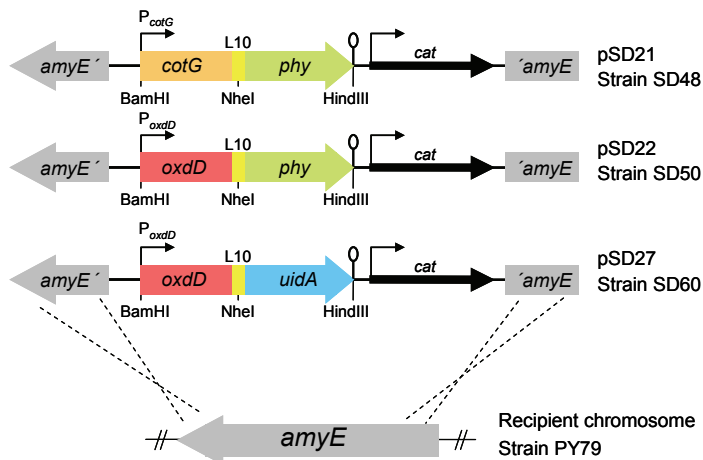 PcotG
amyE´ cotG L10 phy cat ´amyE pSD21
Strain SD48
BamHI NheI HindIII
PoxdD
amyE´ oxdD L10 phy cat ´amyE pSD22
Strain SD50
BamHI NheI HindIII
PoxdD
amyE´ oxdD L10 uidA cat ´amyE pSD27
Strain SD60
BamHI NheI HindIII
amyE Recipient chromosome
Strain PY79